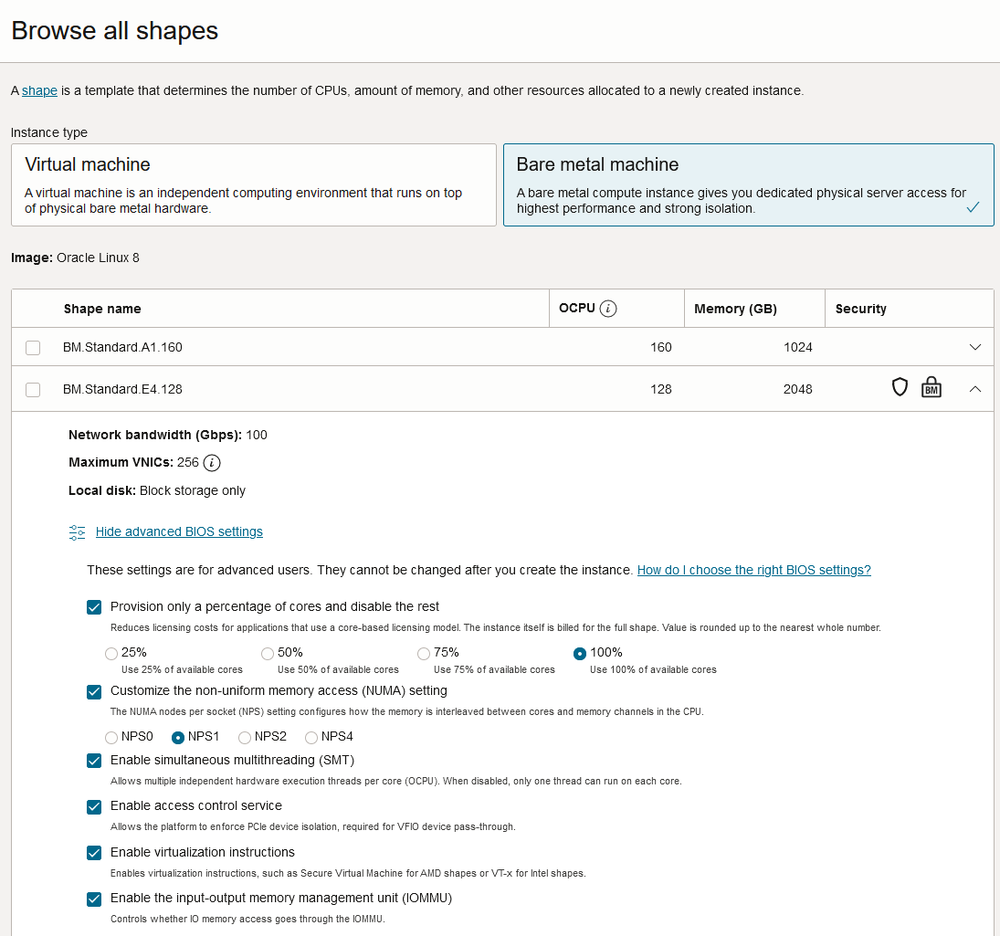 Browse all shapes
A shape is a template that determines the number of CPUs, amount of memory, and other resources allocated to a newly created instance.
Instance type
Virtual machine
A virtual machine is an independent computing environment that runs on top
of physical bare metal hardware.
Bare metal machine
A bare metal compute instance gives you dedicated physical server access for
highest performance and strong isolation.
Image: Oracle Linux 8
Shape name OCPU i Memory (GB) Security
BM.Standard.A1.160 160 1024
BM.Standard.E4.128 128 2048 BM
Network bandwidth (Gbps): 100
Maximum VNICs: 256 i
Local disk: Block storage only
Hide advanced BIOS settings
These settings are for advanced users. They cannot be changed after you create the instance. How do I choose the right BIOS settings?
Provision only a percentage of cores and disable the rest
Reduces licensing costs for applications that use a core-based licensing model. The instance itself is billed for the full shape. Value is rounded up to the nearest whole number.
25% 50% 75% 100%
Use 25% of available cores Use 50% of available cores Use 75% of available cores Use 100% of available cores
Customize the non-uniform memory access (NUMA) setting
The NUMA nodes per socket (NPS) setting configures how the memory is interleaved between cores and memory channels in the CPU.
NPS0 NPS1 NPS2 NPS4
Enable simultaneous multithreading (SMT)
Allows multiple independent hardware execution threads per core (OCPU). When disabled, only one thread can run on each core.
Enable access control service
Allows the platform to enforce PCIe device isolation, required for VFIO device pass-through.
Enable virtualization instructions
Enables virtualization instructions, such as Secure Virtual Machine for AMD shapes or VT-x for Intel shapes.
Enable the input-output memory management unit (IOMMU)
Controls whether IO memory access goes through the IOMMU.